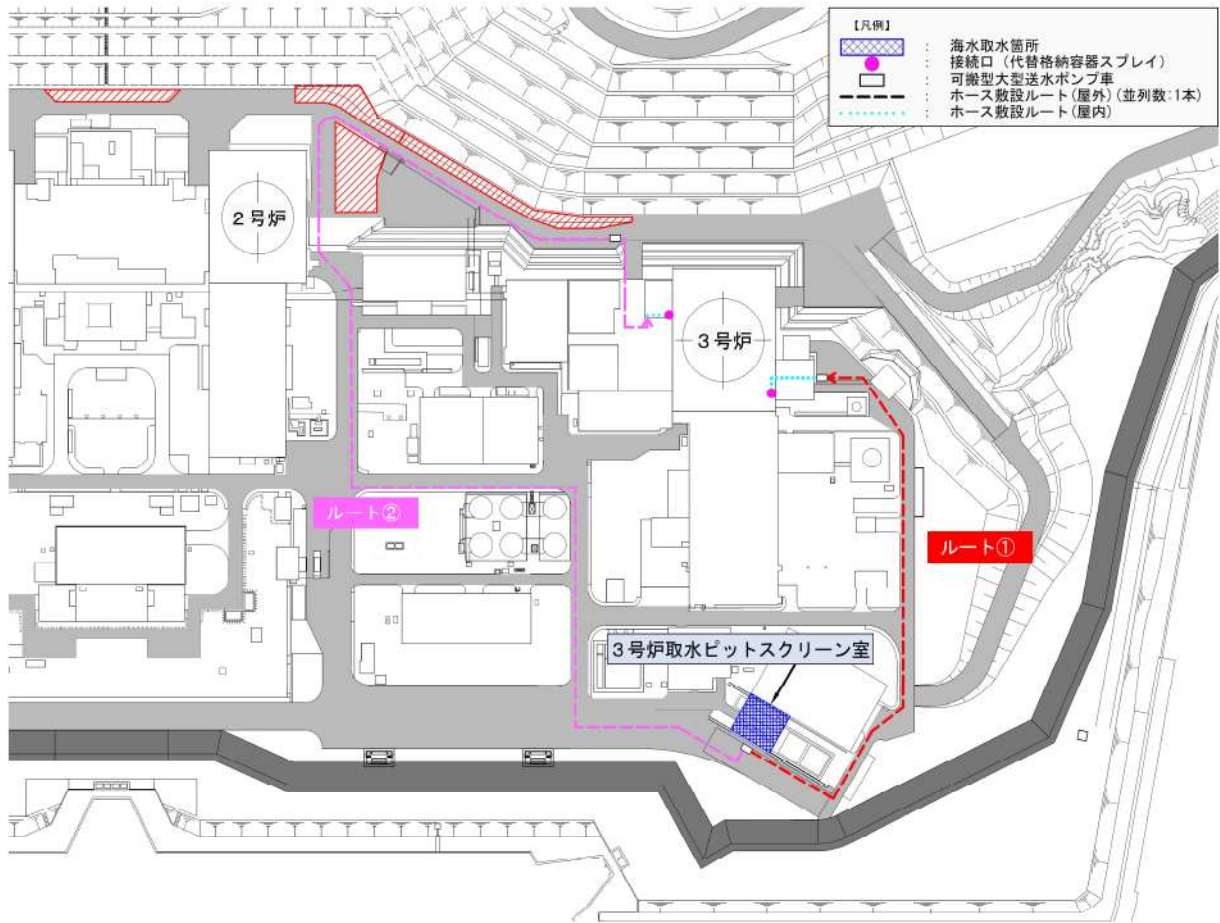 【凡例】
: 海水取水箇所
: 接続口（代替格納容器スプレイ）
: 可搬型大型送水ポンプ車
: ホース敷設ルート(屋外)(並列数:1本)
: ホース敷設ルート(屋内)
2号炉
3号炉
ルート②
ルート①
3号炉取水ピットスクリーン室